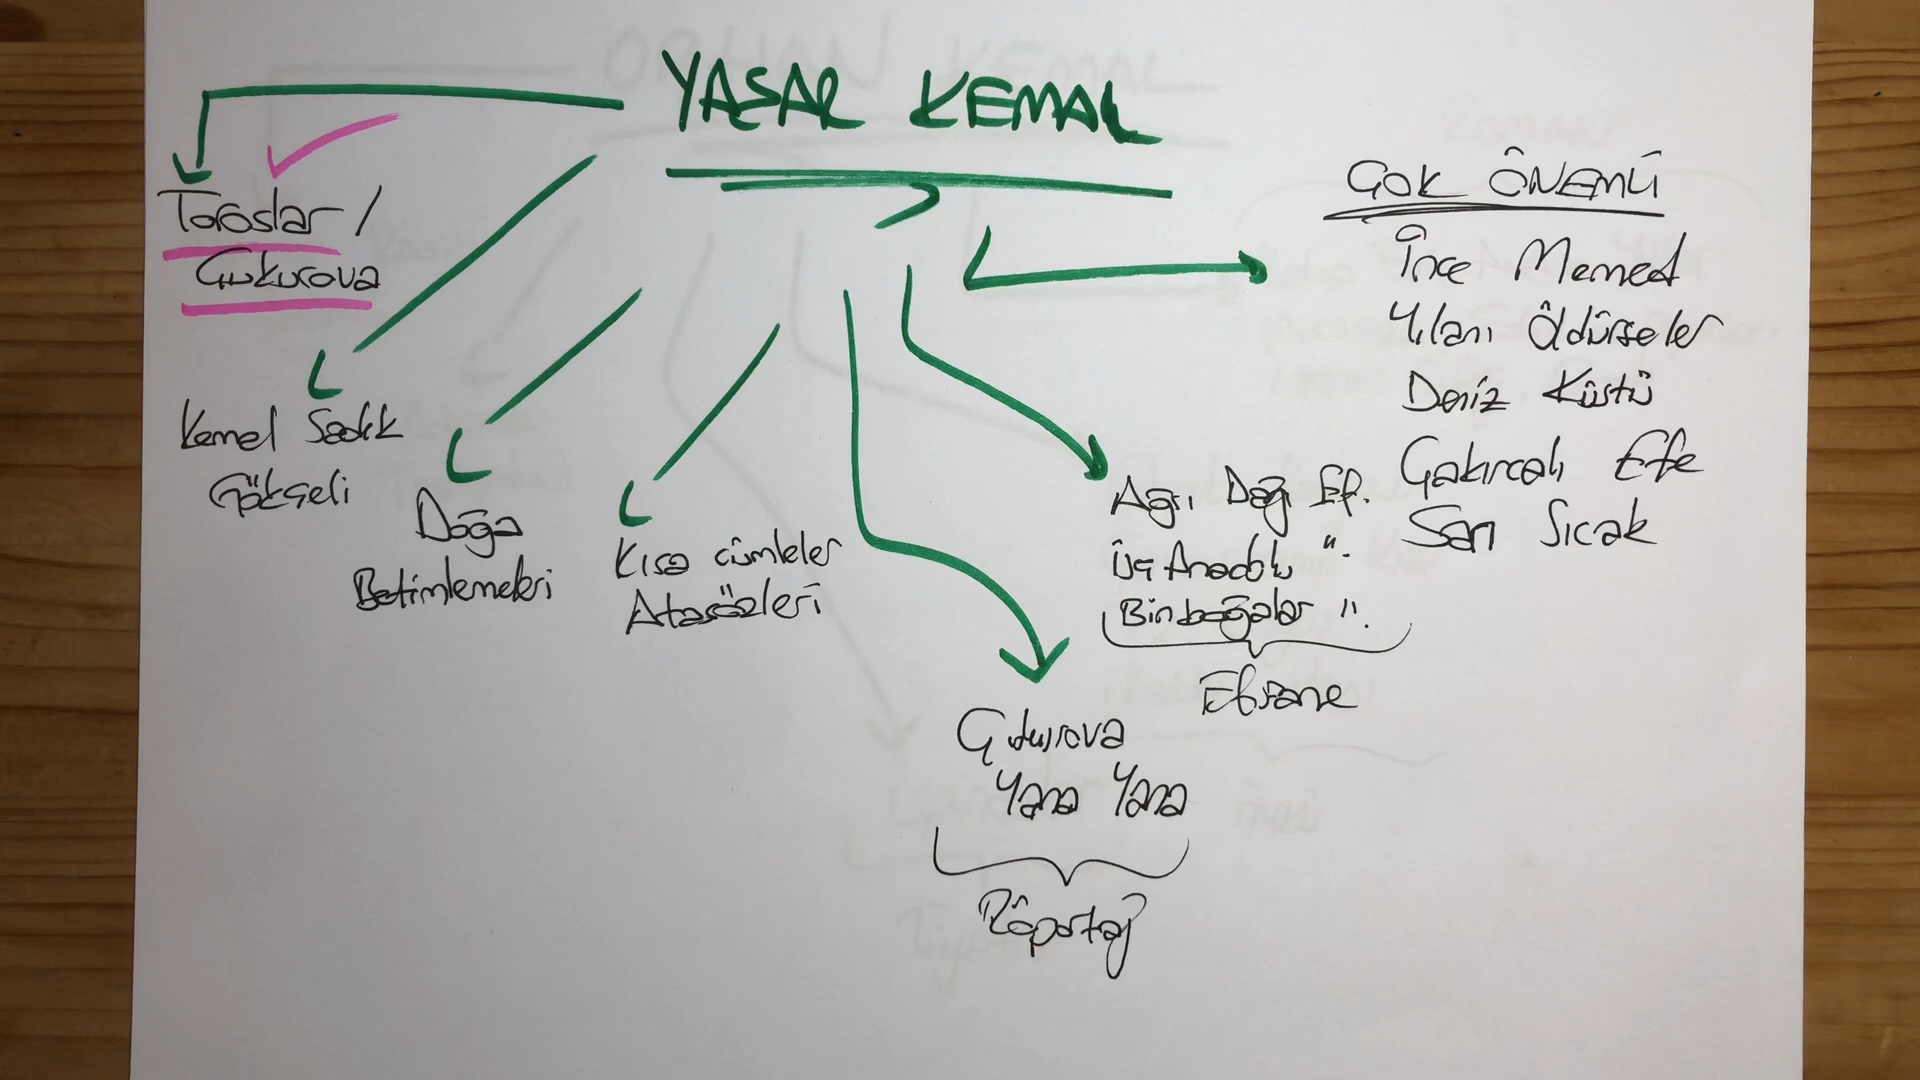 YAŞAR KEMAL
Toroslar /
Çukurova
Kemal Sadık
Gökçeli
Doğa
Betimlemeleri
Kısa cümleler
Atasözleri
Çukurova
Yana Yana
Röportaj
Ağrı Dağı Ef.
Üç Anadolu ".
Binboğalar ".
Efsane
ÇOK ÖNEMLİ
İnce Memed
Yılanı Öldürseler
Deniz Küstü
Çakırcalı Efe
Sarı Sıcak